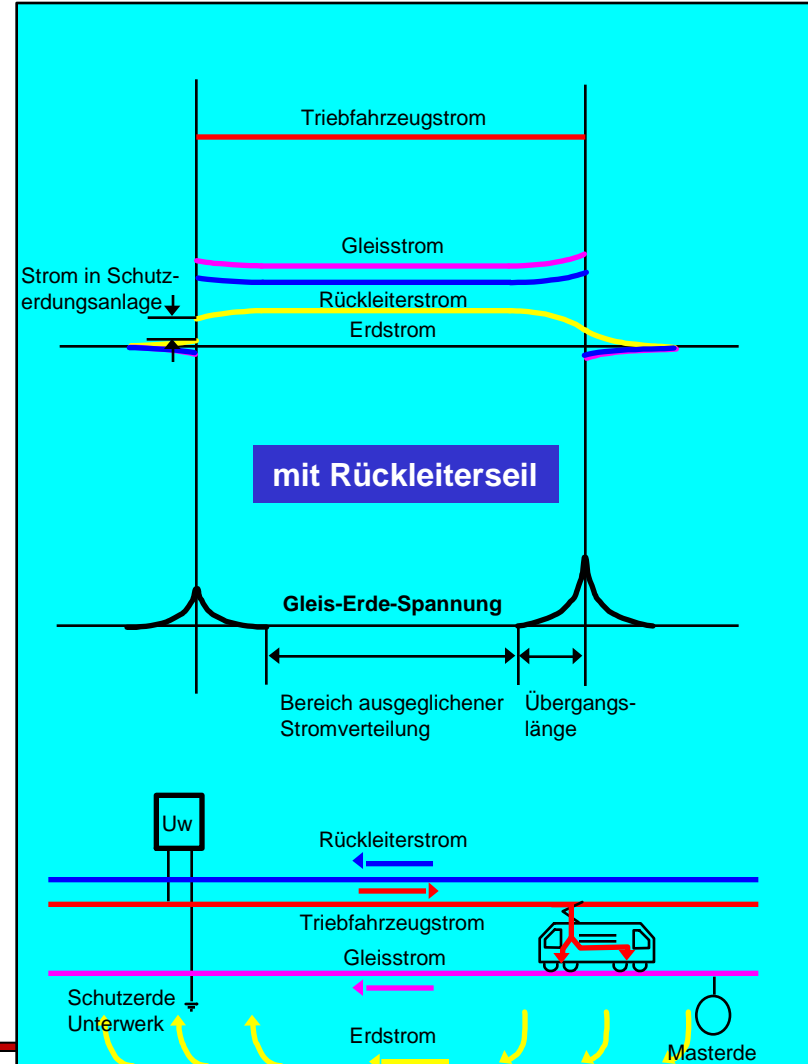 Triebfahrzeugstrom
Gleisstrom
Strom in Schutz-
erdungsanlage
Rückleiterstrom
Erdstrom
mit Rückleiterseil
Gleis-Erde-Spannung
Bereich ausgeglichener
Stromverteilung
Übergangs-
länge
Uw
Rückleiterstrom
Triebfahrzeugstrom
Gleisstrom
Schutzerde
Unterwerk
Erdstrom
Masterde